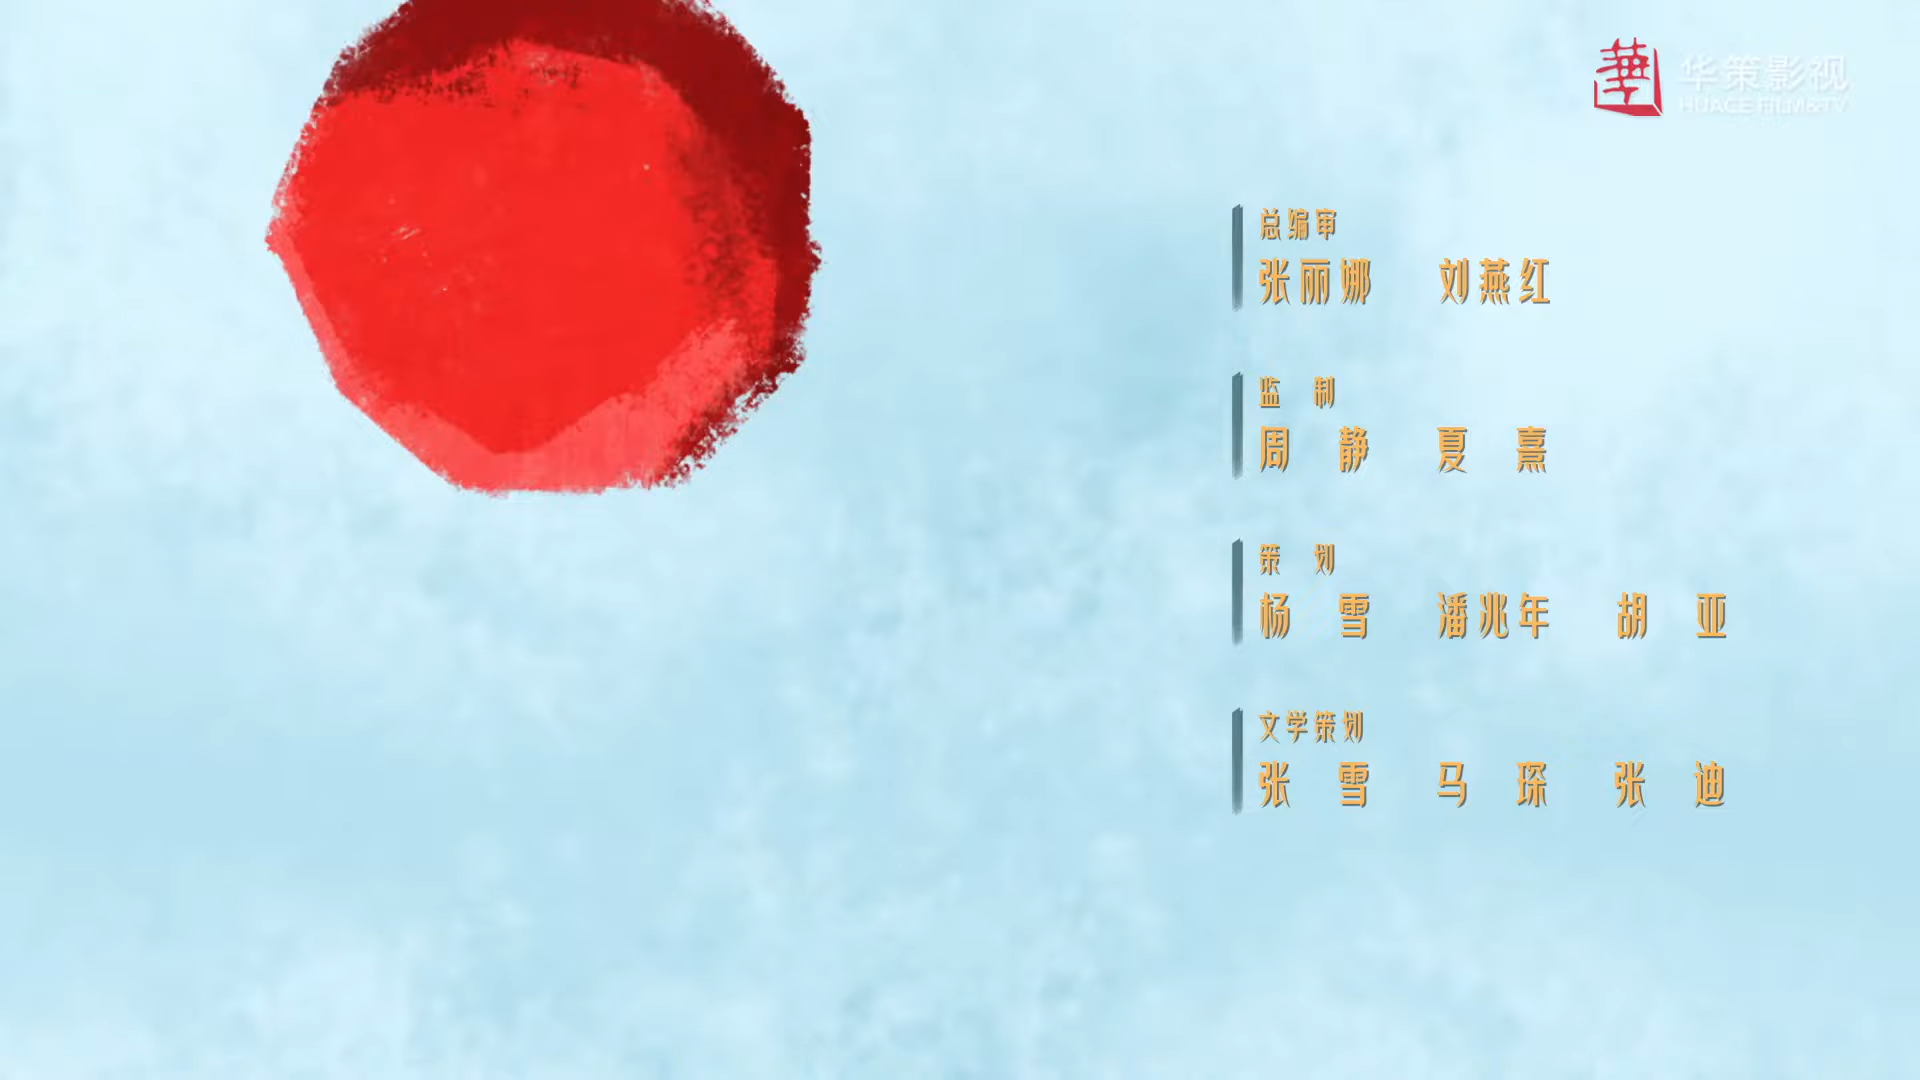 華
华策影视
HUACE FILM&TV
总编审
张丽娜 刘燕红
监 制
周 静 夏 熹
策 划
杨 雪 潘兆年 胡 亚
文学策划
张 雪 马 琛 张 迪